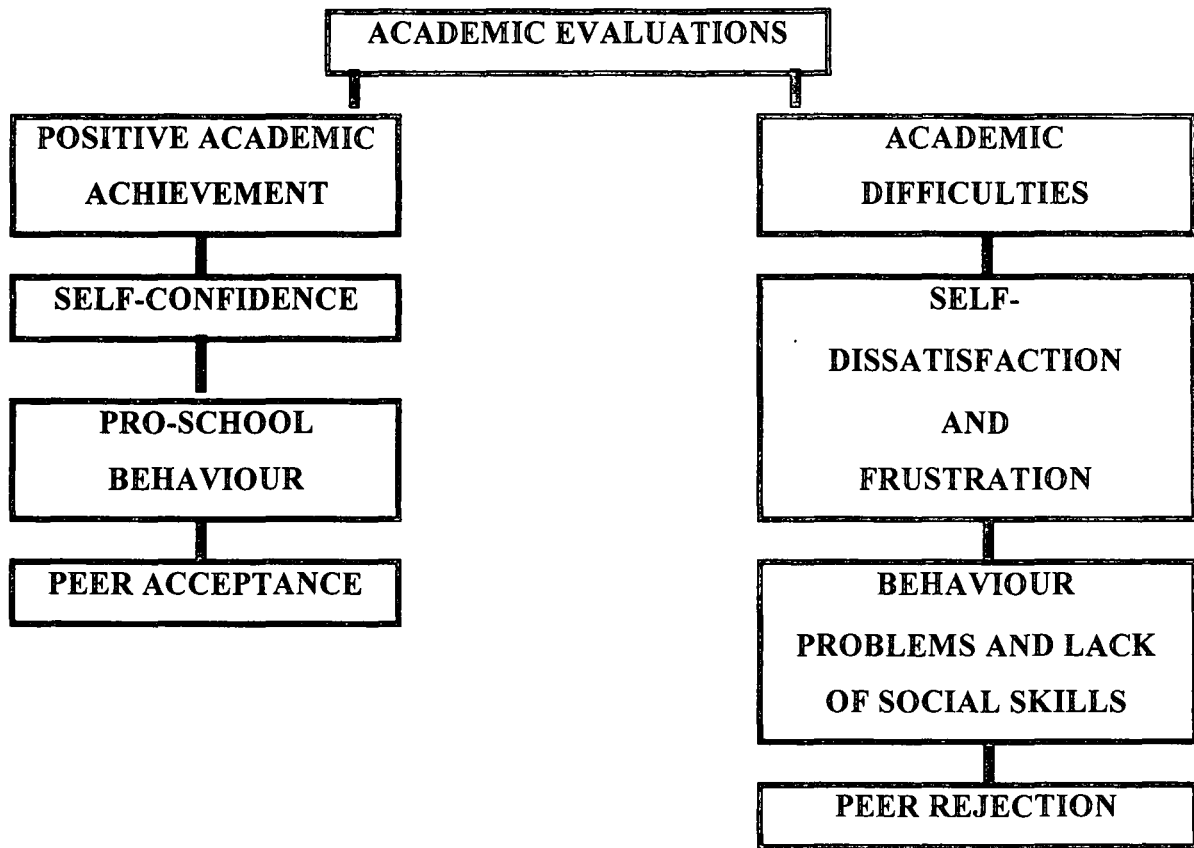 ACADEMIC EVALUATIONS
POSITIVE ACADEMIC
ACHIEVEMENT
SELF-CONFIDENCE
PRO-SCHOOL
BEHAVIOUR
PEER ACCEPTANCE
ACADEMIC
DIFFICULTIES
SELF-
DISSATISFACTION
AND
FRUSTRATION
BEHAVIOUR
PROBLEMS AND LACK
OF SOCIAL SKILLS
PEER REJECTION